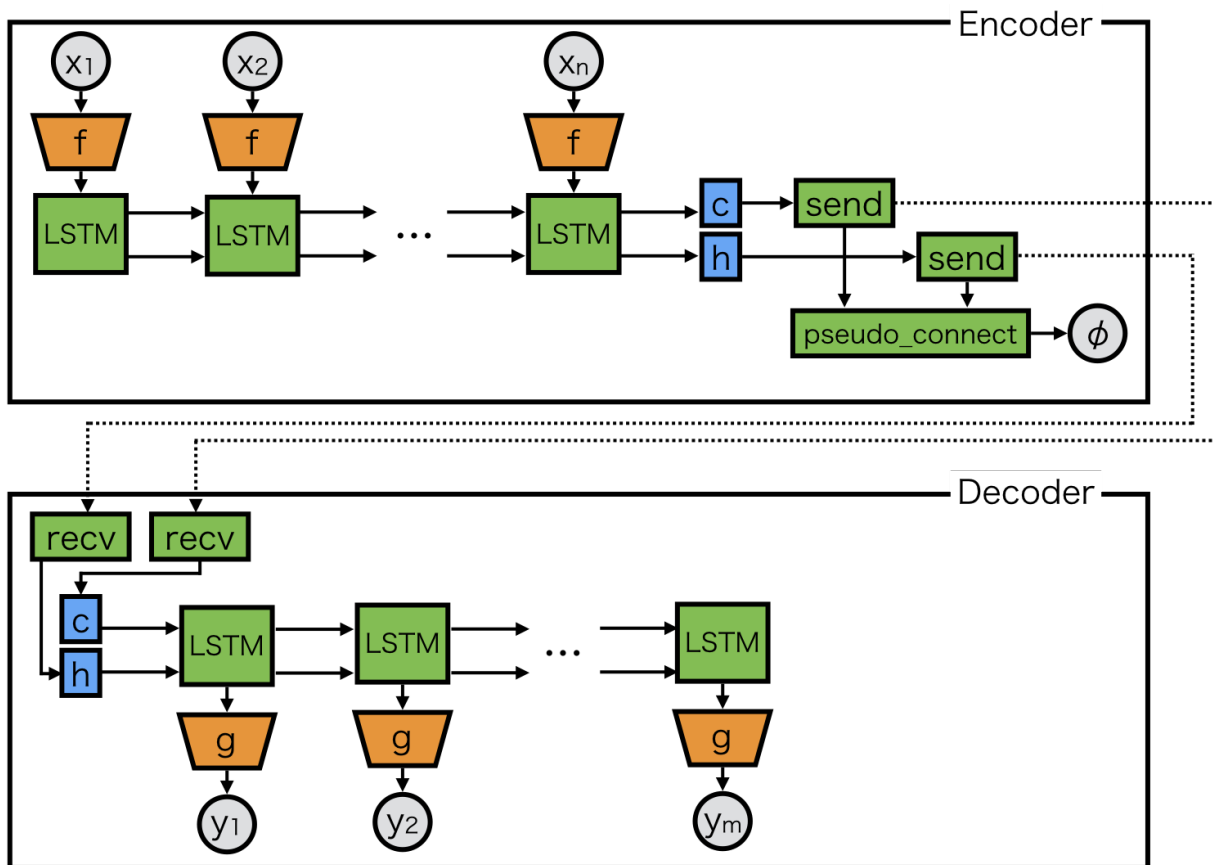 Encoder
x1 x2 xn
f f f
LSTM LSTM ... LSTM
c send
h send
pseudo_connect ϕ
Decoder
recv recv
c
h
LSTM LSTM ... LSTM
g g g
y1 y2 ym